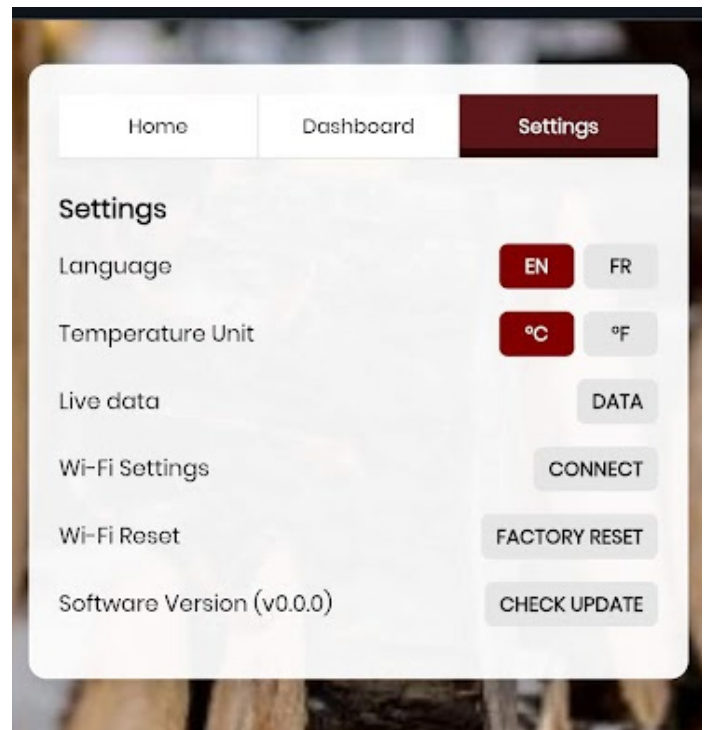 Home Dashboard Settings
Settings
Language EN FR
Temperature Unit °C °F
Live data DATA
Wi-Fi Settings CONNECT
Wi-Fi Reset FACTORY RESET
Software Version (v0.0.0) CHECK UPDATE